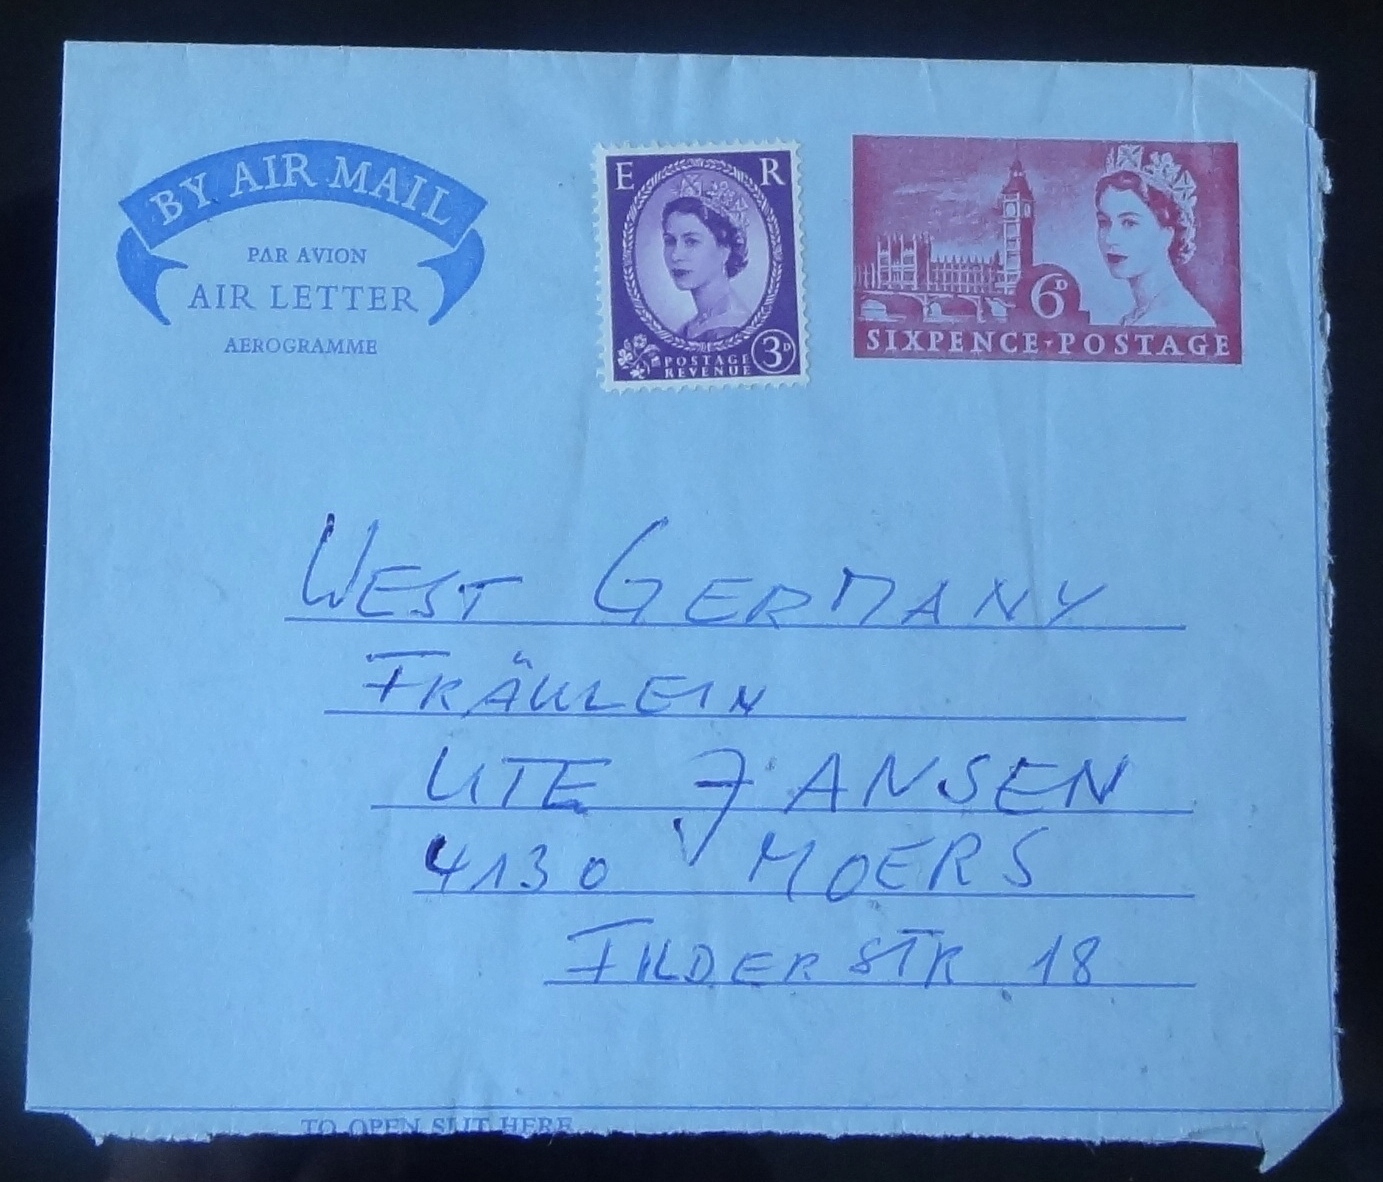 BY AIR MAIL
PAR AVION
AIR LETTER
AEROGRAMME
E R
POSTAGE
REVENUE
3D
6D
SIXPENCE·POSTAGE
WEST GERMANY
FRÄULEIN
UTE JANSEN
4130 MOERS
FILDER STR 18
TO OPEN SLIT HERE